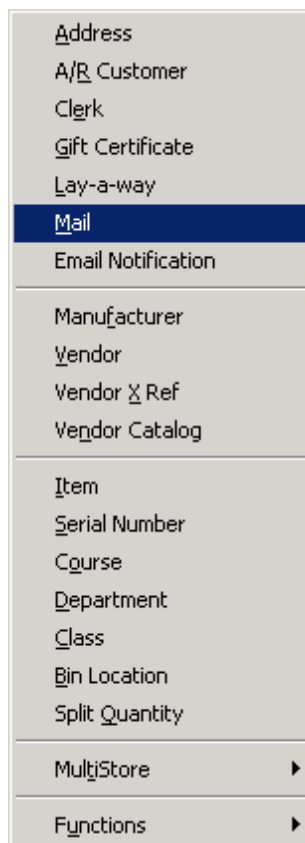 Address
A/R Customer
Clerk
Gift Certificate
Lay-a-way
Mail
Email Notification
Manufacturer
Vendor
Vendor X Ref
Vendor Catalog
Item
Serial Number
Course
Department
Class
Bin Location
Split Quantity
MultiStore
Functions